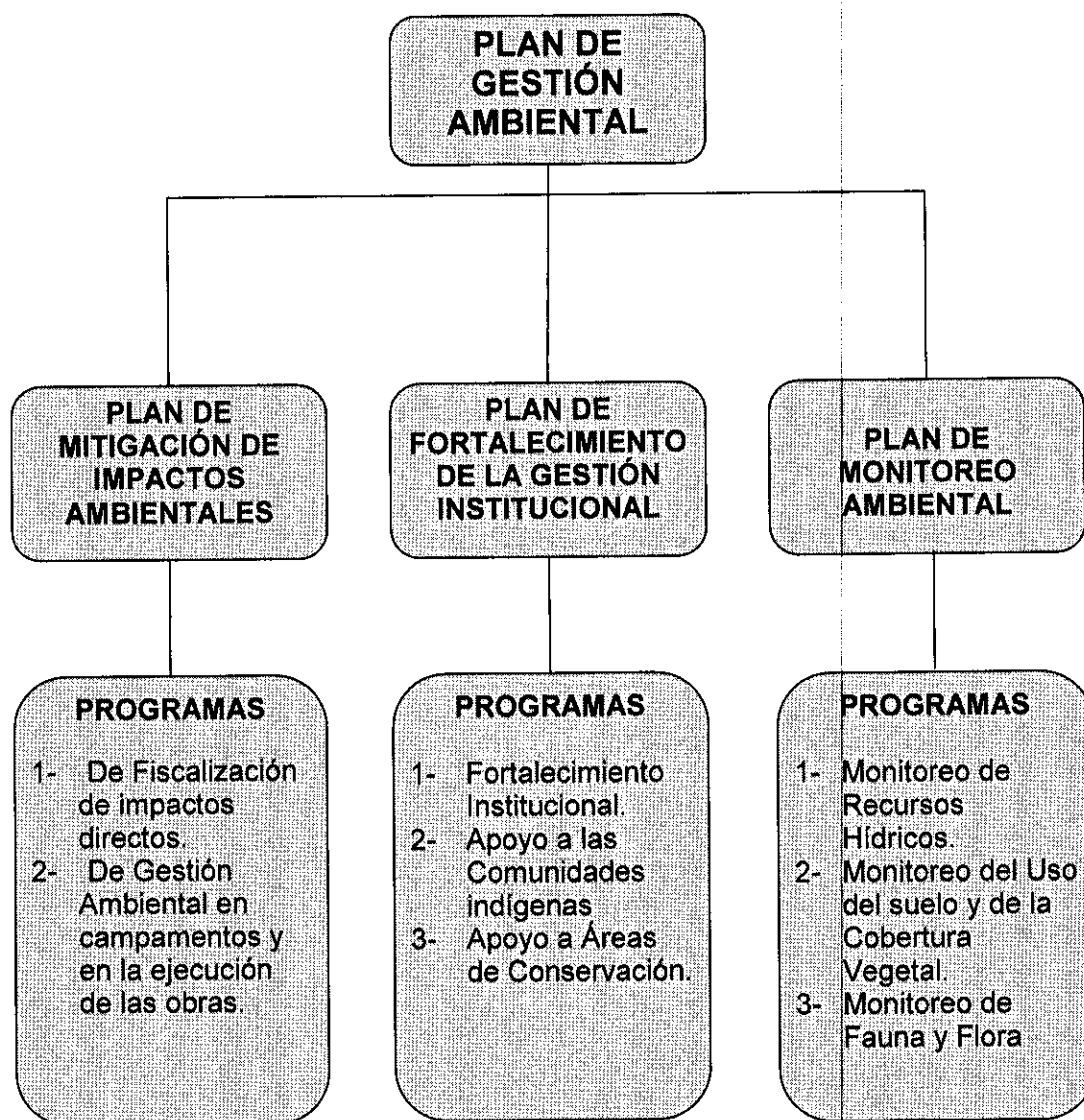 PLAN DE
GESTIÓN
AMBIENTAL
PLAN DE
MITIGACIÓN DE
IMPACTOS
AMBIENTALES
PLAN DE
FORTALECIMIENTO
DE LA GESTIÓN
INSTITUCIONAL
PLAN DE
MONITOREO
AMBIENTAL
PROGRAMAS
1- De Fiscalización
de impactos
directos.
2- De Gestión
Ambiental en
campamentos y
en la ejecución
de las obras.
PROGRAMAS
1- Fortalecimiento
Institucional.
2- Apoyo a las
Comunidades
indígenas
3- Apoyo a Áreas
de Conservación.
PROGRAMAS
1- Monitoreo de
Recursos
Hídricos.
2- Monitoreo del Uso
del suelo y de la
Cobertura
Vegetal.
3- Monitoreo de
Fauna y Flora